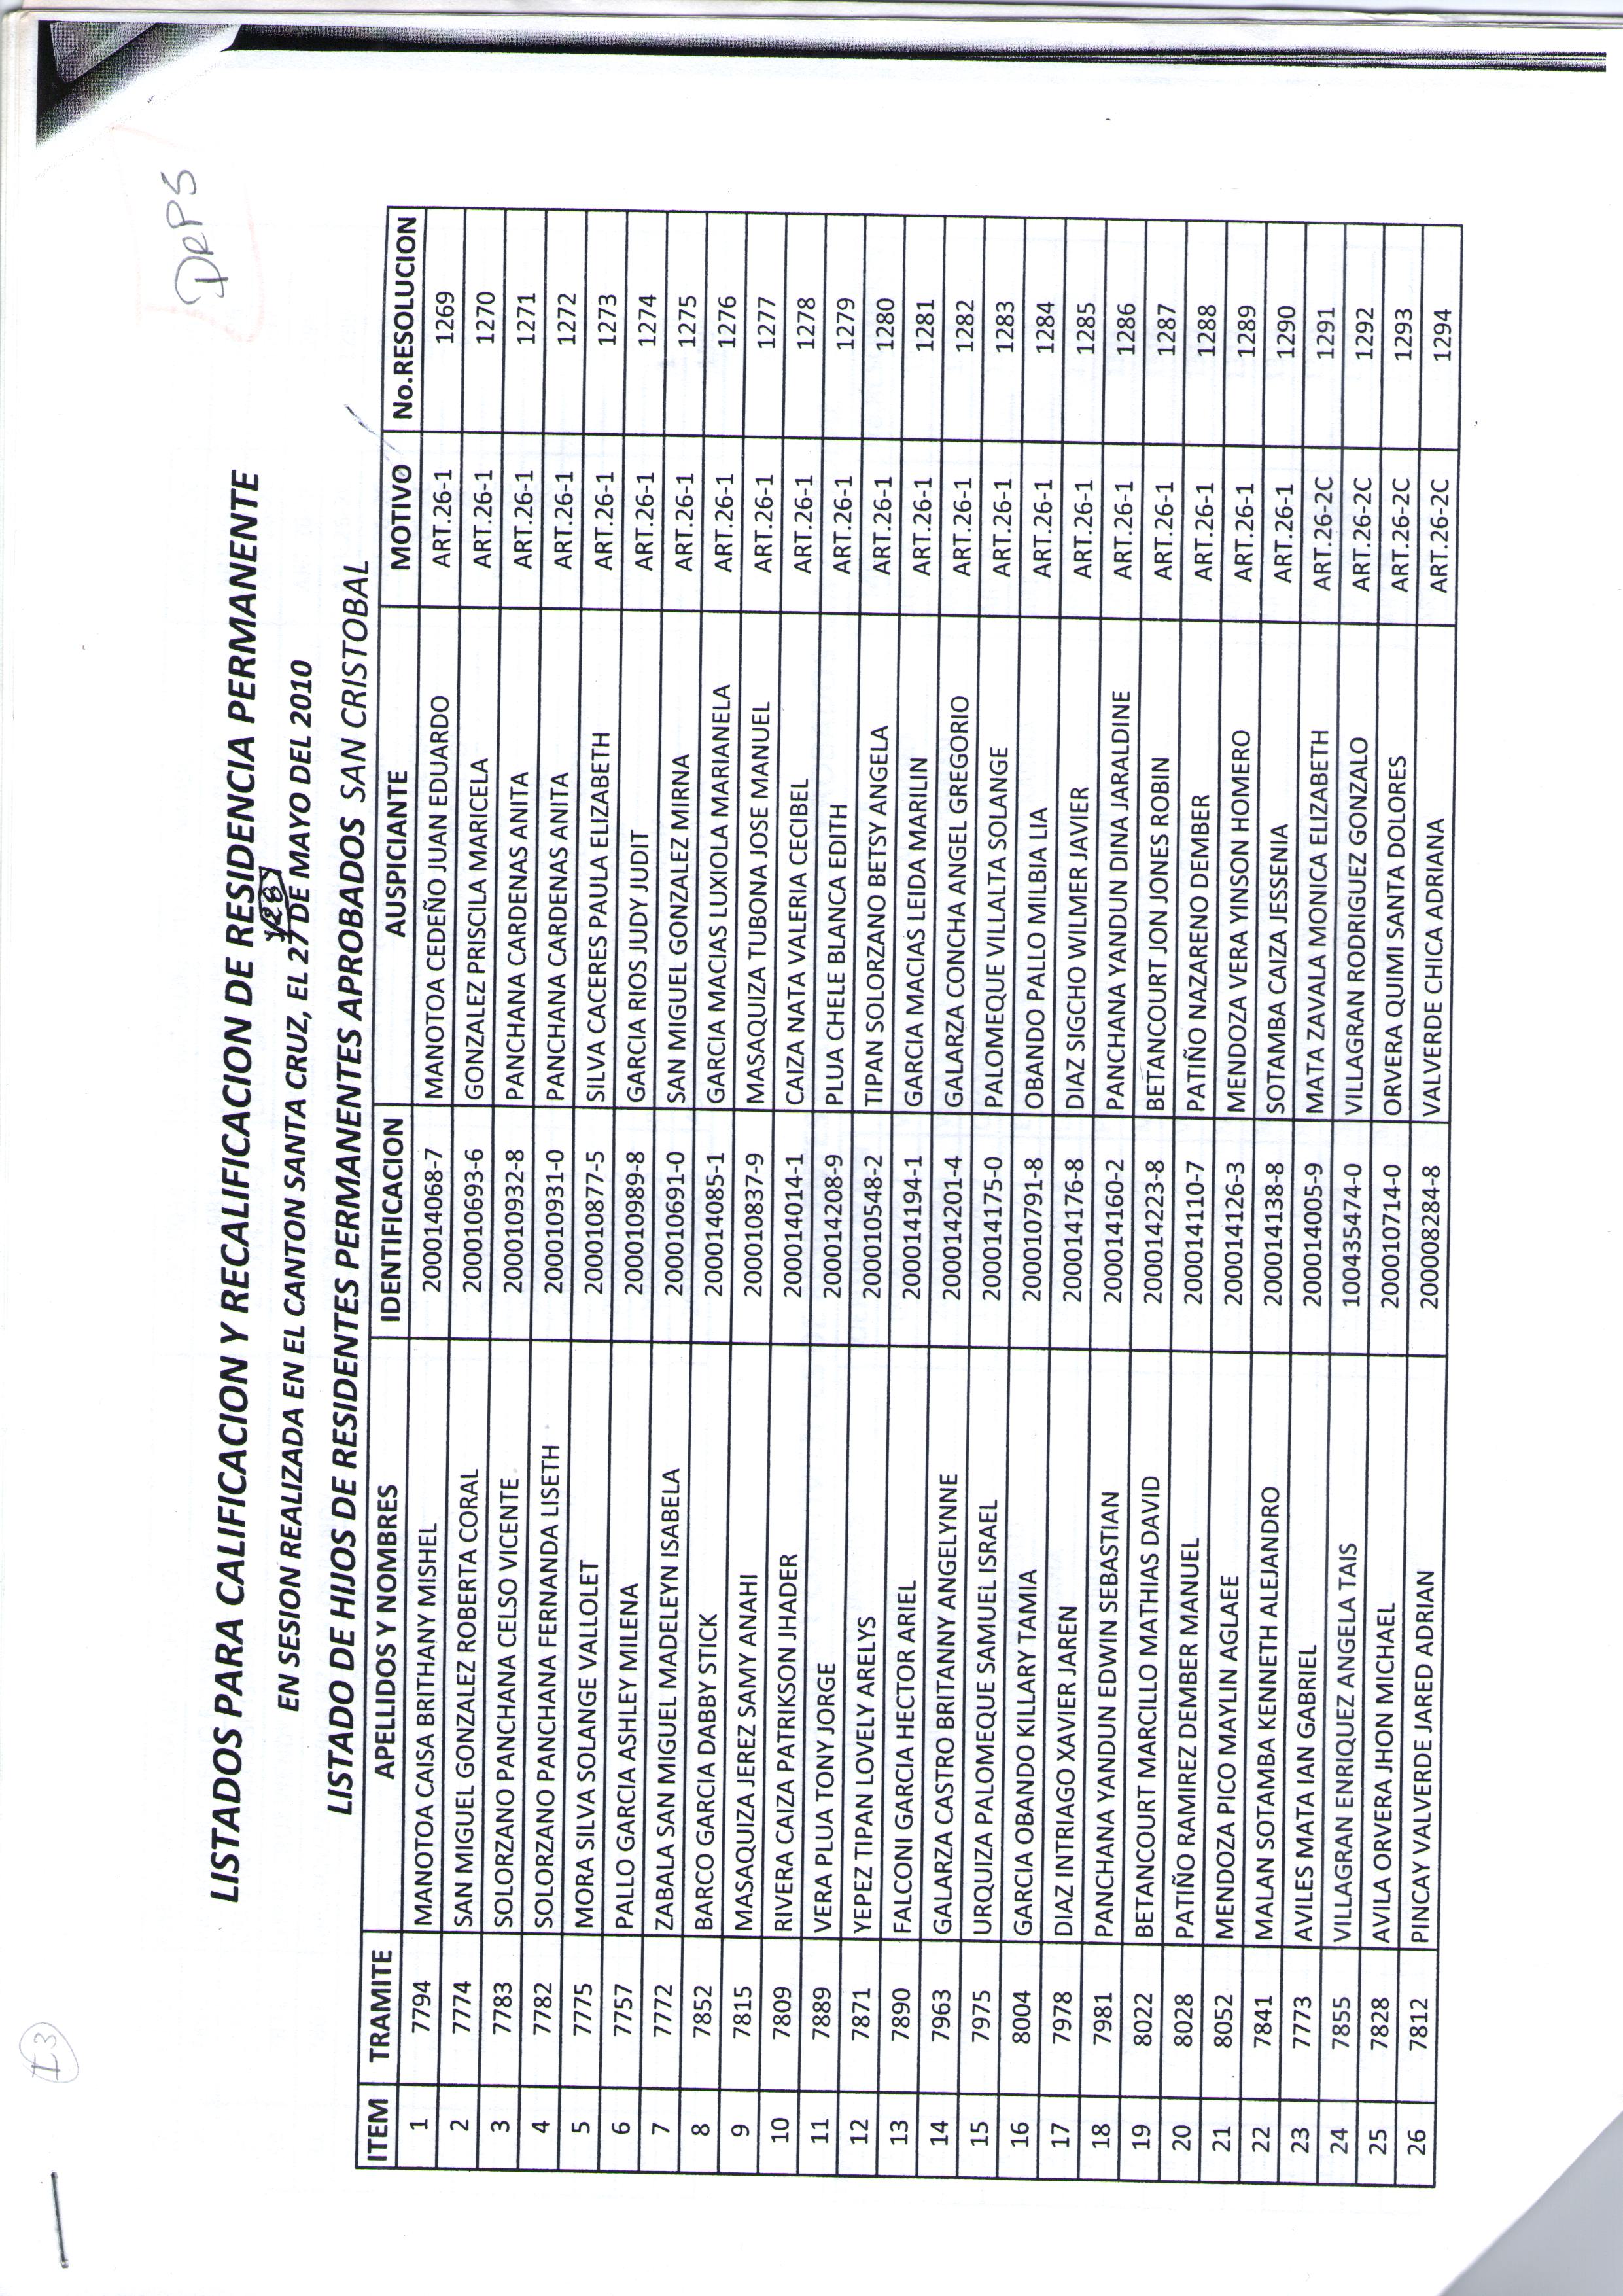 DRPS
LISTADOS PARA CALIFICACION Y RECALIFICACION DE RESIDENCIA PERMANENTE
EN SESION REALIZADA EN EL CANTON SANTA CRUZ, EL 27 DE MAYO DEL 2010
y 28
LISTADO DE HIJOS DE RESIDENTES PERMANENTES APROBADOS SAN CRISTOBAL
ITEM TRAMITE APELLIDOS Y NOMBRES IDENTIFICACION AUSPICIANTE MOTIVO No.RESOLUCION
1 7794 MANOTOA CAISA BRITHANY MISHEL 200014068-7 MANOTOA CEDEÑO JUAN EDUARDO ART.26-1 1269
2 7774 SAN MIGUEL GONZALEZ ROBERTA CORAL 200010693-6 GONZALEZ PRISCILA MARICELA ART.26-1 1270
3 7783 SOLORZANO PANCHANA CELSO VICENTE 200010932-8 PANCHANA CARDENAS ANITA ART.26-1 1271
4 7782 SOLORZANO PANCHANA FERNANDA LISETH 200010931-0 PANCHANA CARDENAS ANITA ART.26-1 1272
5 7775 MORA SILVA SOLANGE VALLOLET 200010877-5 SILVA CACERES PAULA ELIZABETH ART.26-1 1273
6 7757 PALLO GARCIA ASHLEY MILENA 200010989-8 GARCIA RIOS JUDY JUDIT ART.26-1 1274
7 7772 ZABALA SAN MIGUEL MADELEYN ISABELA 200010691-0 SAN MIGUEL GONZALEZ MIRNA ART.26-1 1275
8 7852 BARCO GARCIA DABBY STICK 200014085-1 GARCIA MACIAS LUXIOLA MARIANELA ART.26-1 1276
9 7815 MASAQUIZA JEREZ SAMY ANAHI 200010837-9 MASAQUIZA TUBONA JOSE MANUEL ART.26-1 1277
10 7809 RIVERA CAIZA PATRIKSON JHADER 200014014-1 CAIZA NATA VALERIA CECIBEL ART.26-1 1278
11 7889 VERA PLUA TONY JORGE 200014208-9 PLUA CHELE BLANCA EDITH ART.26-1 1279
12 7871 YEPEZ TIPAN LOVELY ARELYS 200010548-2 TIPAN SOLORZANO BETSY ANGELA ART.26-1 1280
13 7890 FALCONI GARCIA HECTOR ARIEL 200014194-1 GARCIA MACIAS LEIDA MARILIN ART.26-1 1281
14 7963 GALARZA CASTRO BRITANNY ANGELYNNE 200014201-4 GALARZA CONCHA ANGEL GREGORIO ART.26-1 1282
15 7975 URQUIZA PALOMEQUE SAMUEL ISRAEL 200014175-0 PALOMEQUE VILLALTA SOLANGE ART.26-1 1283
16 8004 GARCIA OBANDO KILLARY TAMIA 200010791-8 OBANDO PALLO MILBIA LIA ART.26-1 1284
17 7978 DIAZ INTRIAGO XAVIER JAREN 200014176-8 DIAZ SIGCHO WILMER JAVIER ART.26-1 1285
18 7981 PANCHANA YANDUN EDWIN SEBASTIAN 200014160-2 PANCHANA YANDUN DINA JARALDINE ART.26-1 1286
19 8022 BETANCOURT MARCILLO MATHIAS DAVID 200014223-8 BETANCOURT JON JONES ROBIN ART.26-1 1287
20 8028 PATIÑO RAMIREZ DEMBER MANUEL 200014110-7 PATIÑO NAZARENO DEMBER ART.26-1 1288
21 8052 MENDOZA PICO MAYLIN AGLAEE 200014126-3 MENDOZA VERA YINSON HOMERO ART.26-1 1289
22 7841 MALAN SOTAMBA KENNETH ALEJANDRO 200014138-8 SOTAMBA CAIZA JESSENIA ART.26-1 1290
23 7773 AVILES MATA IAN GABRIEL 200014005-9 MATA ZAVALA MONICA ELIZABETH ART.26-2C 1291
24 7855 VILLAGRAN ENRIQUEZ ANGELA TAIS 100435474-0 VILLAGRAN RODRIGUEZ GONZALO ART.26-2C 1292
25 7828 AVILA ORVERA JHON MICHAEL 200010714-0 ORVERA QUIMI SANTA DOLORES ART.26-2C 1293
26 7812 PINCAY VALVERDE JARED ADRIAN 200008284-8 VALVERDE CHICA ADRIANA ART.26-2C 1294